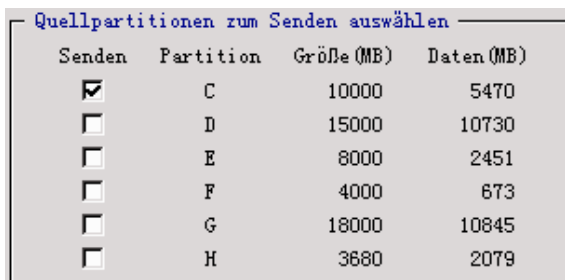 Quellpartitionen zum Senden auswählen
Senden Partition Größe(MB) Daten(MB)
C 10000 5470
D 15000 10730
E 8000 2451
F 4000 673
G 18000 10845
H 3680 2079